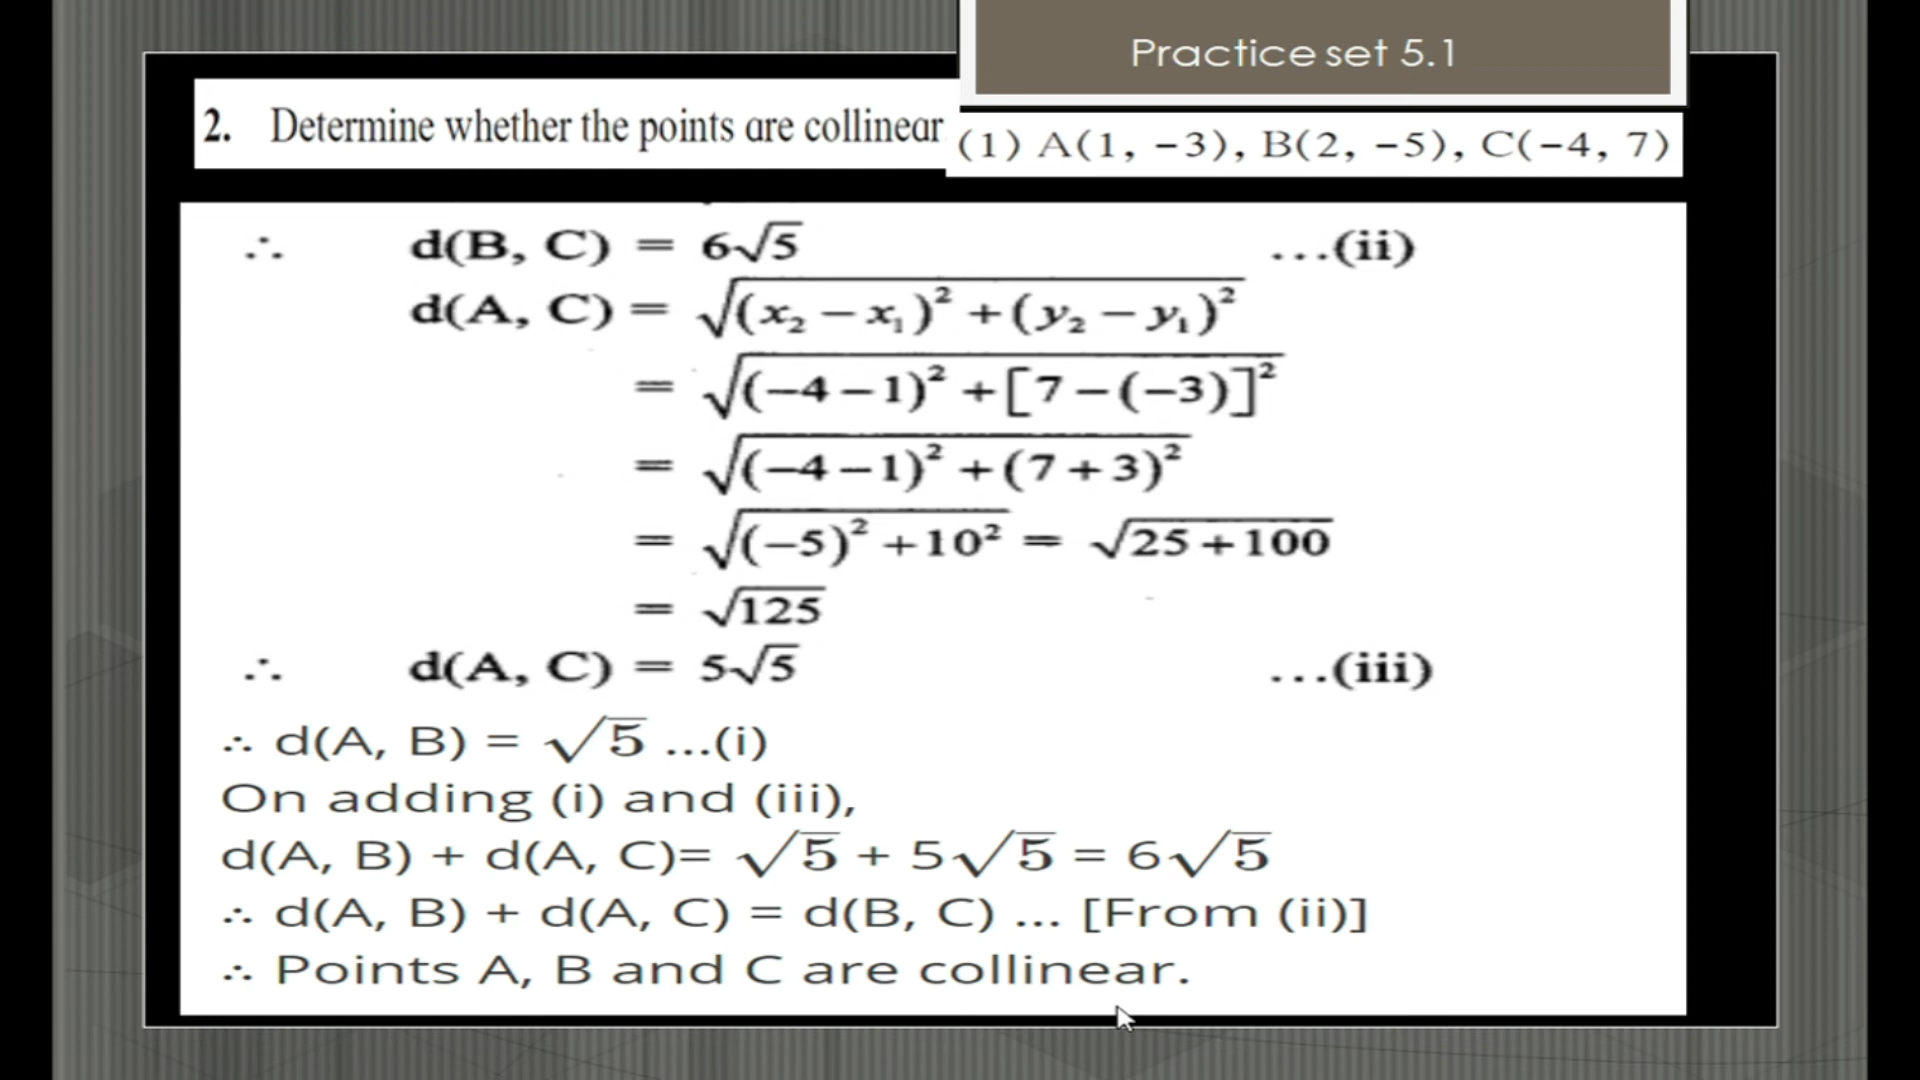 Practice set 5.1
2. Determine whether the points are collinear
(1) A(1, −3), B(2, −5), C(−4, 7)
∴ d(B, C) = 6√5 ...(ii)
d(A, C) = √((x₂ − x₁)² + (y₂ − y₁)²)
= √((−4 − 1)² + [7 − (−3)]²)
= √((−4 − 1)² + (7 + 3)²)
= √((−5)² + 10²) = √(25 + 100)
= √125
∴ d(A, C) = 5√5 ...(iii)
∴ d(A, B) = √5 ...(i)
On adding (i) and (iii),
d(A, B) + d(A, C)= √5 + 5√5 = 6√5
∴ d(A, B) + d(A, C) = d(B, C) ... [From (ii)]
∴ Points A, B and C are collinear.